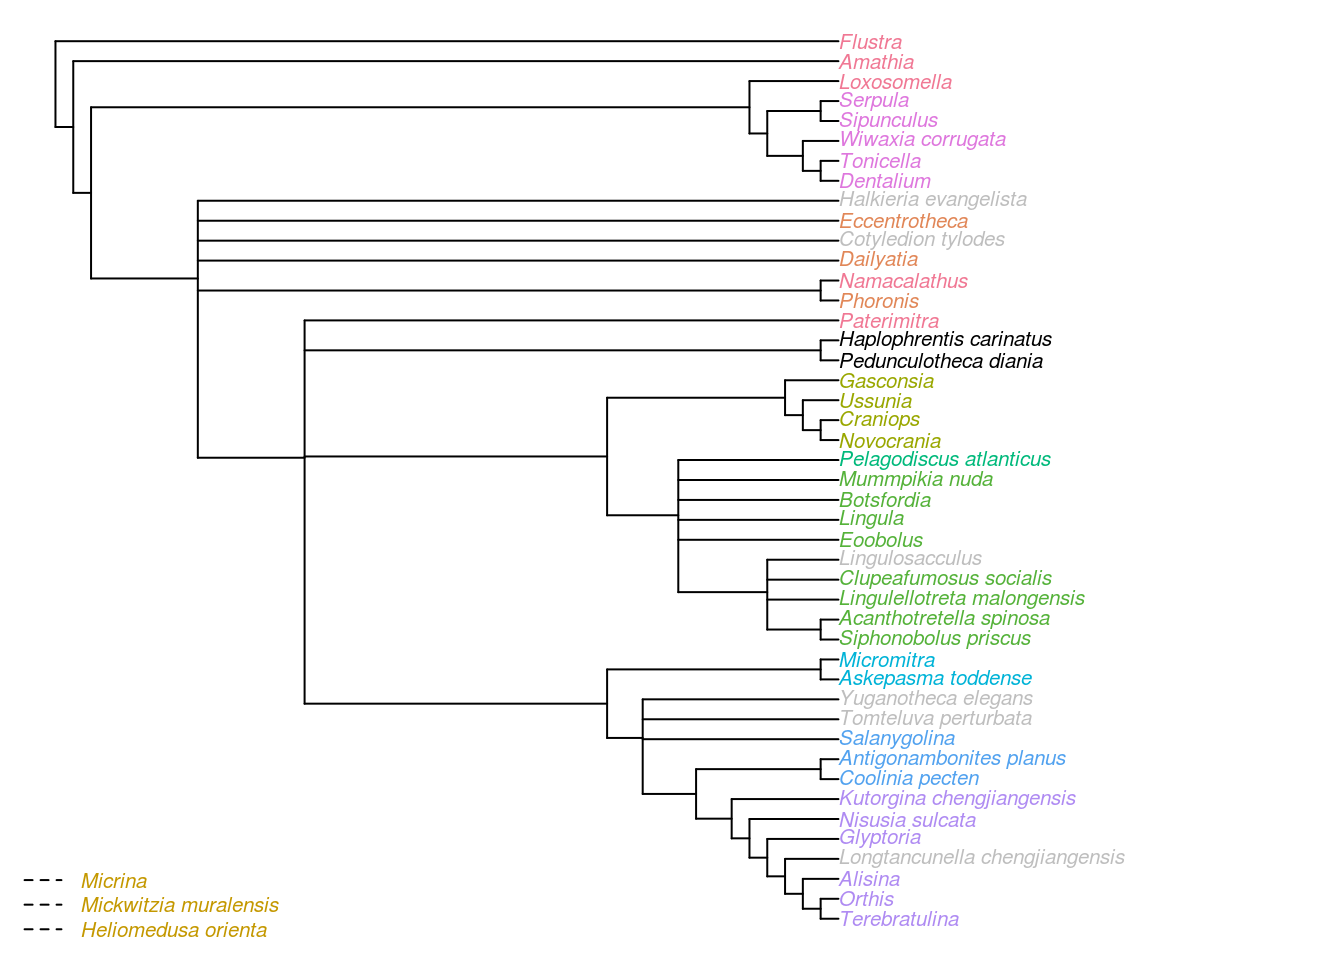 Flustra
Amathia
Loxosomella
Serpula
Sipunculus
Wiwaxia corrugata
Tonicella
Dentalium
Halkieria evangelista
Eccentrotheca
Cotyledion tylodes
Dailyatia
Namacalathus
Phoronis
Paterimitra
Haplophrentis carinatus
Pedunculotheca diania
Gasconsia
Ussunia
Craniops
Novocrania
Pelagodiscus atlanticus
Mummpikia nuda
Botsfordia
Lingula
Eoobolus
Lingulosacculus
Clupeafumosus socialis
Lingulellotreta malongensis
Acanthotretella spinosa
Siphonobolus priscus
Micromitra
Askepasma toddense
Yuganotheca elegans
Tomteluva perturbata
Salanygolina
Antigonambonites planus
Coolinia pecten
Kutorgina chengjiangensis
Nisusia sulcata
Glyptoria
Longtancunella chengjiangensis
Alisina
Orthis
Terebratulina
Micrina
Mickwitzia muralensis
Heliomedusa orienta